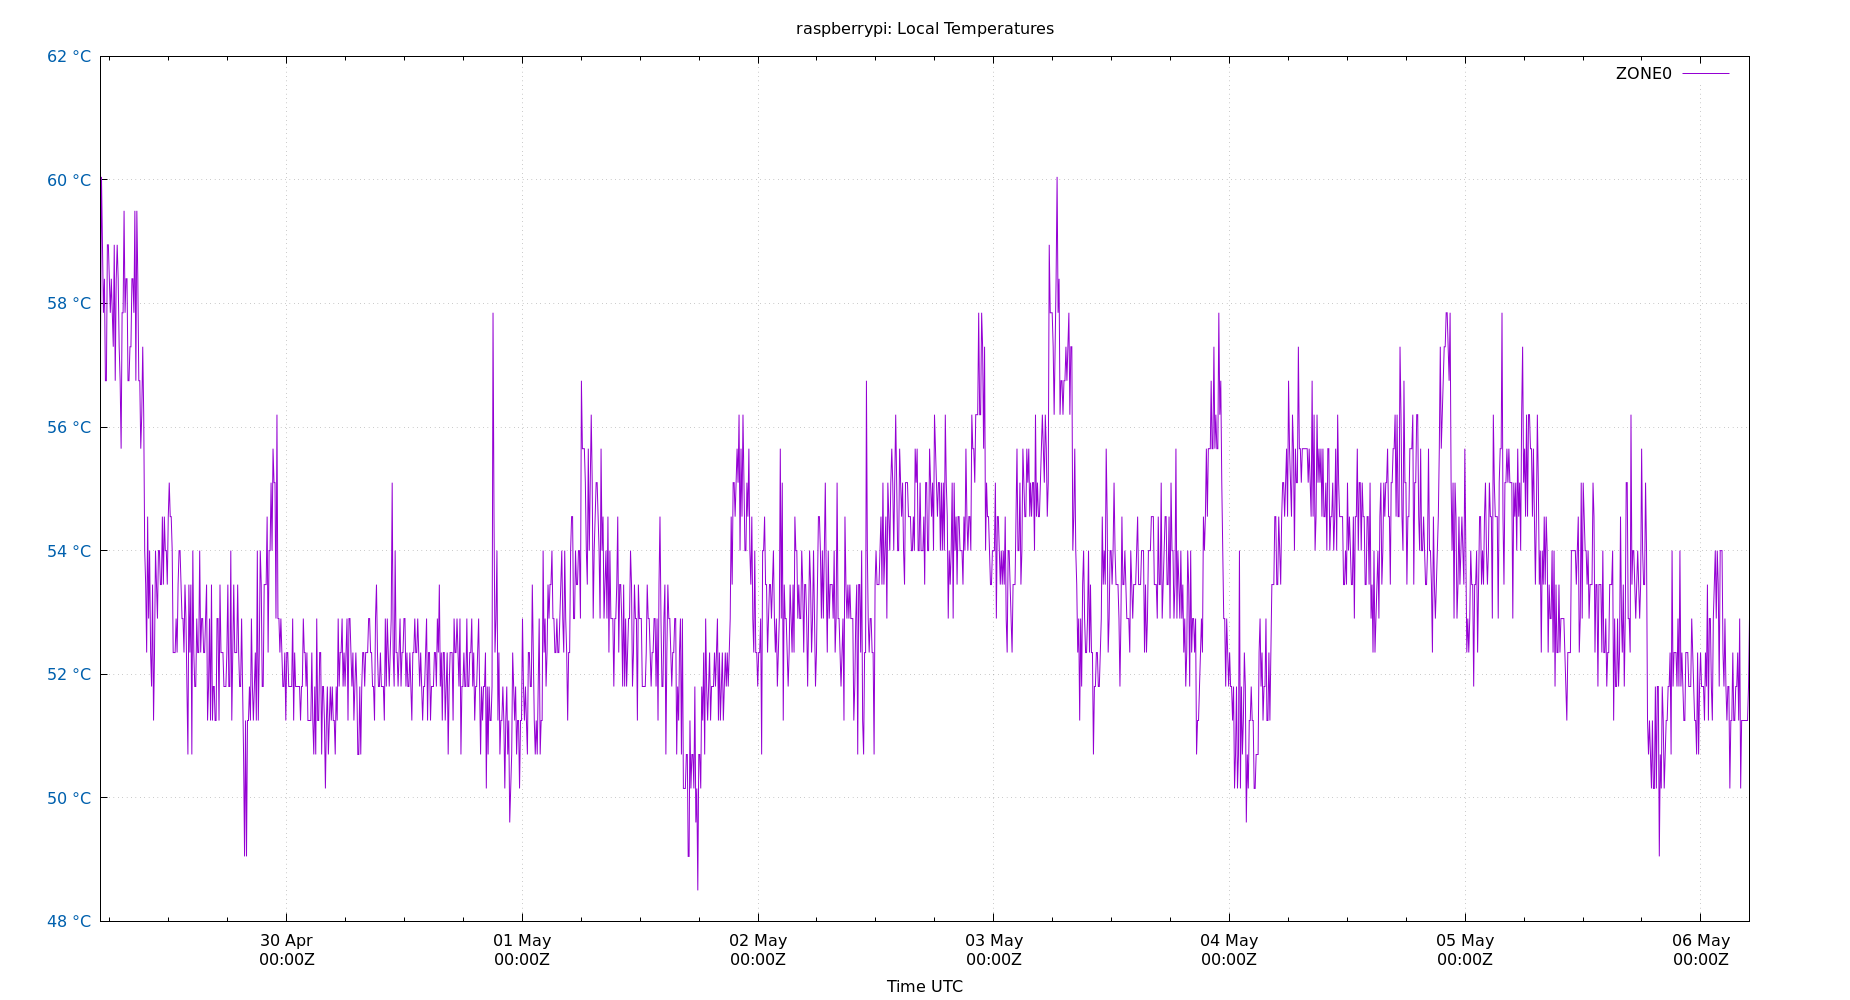 raspberrypi: Local Temperatures
ZONE0
62 °C
60 °C
58 °C
56 °C
54 °C
52 °C
50 °C
48 °C
30 Apr 01 May 02 May 03 May 04 May 05 May 06 May
00:00Z 00:00Z 00:00Z 00:00Z 00:00Z 00:00Z 00:00Z
Time UTC